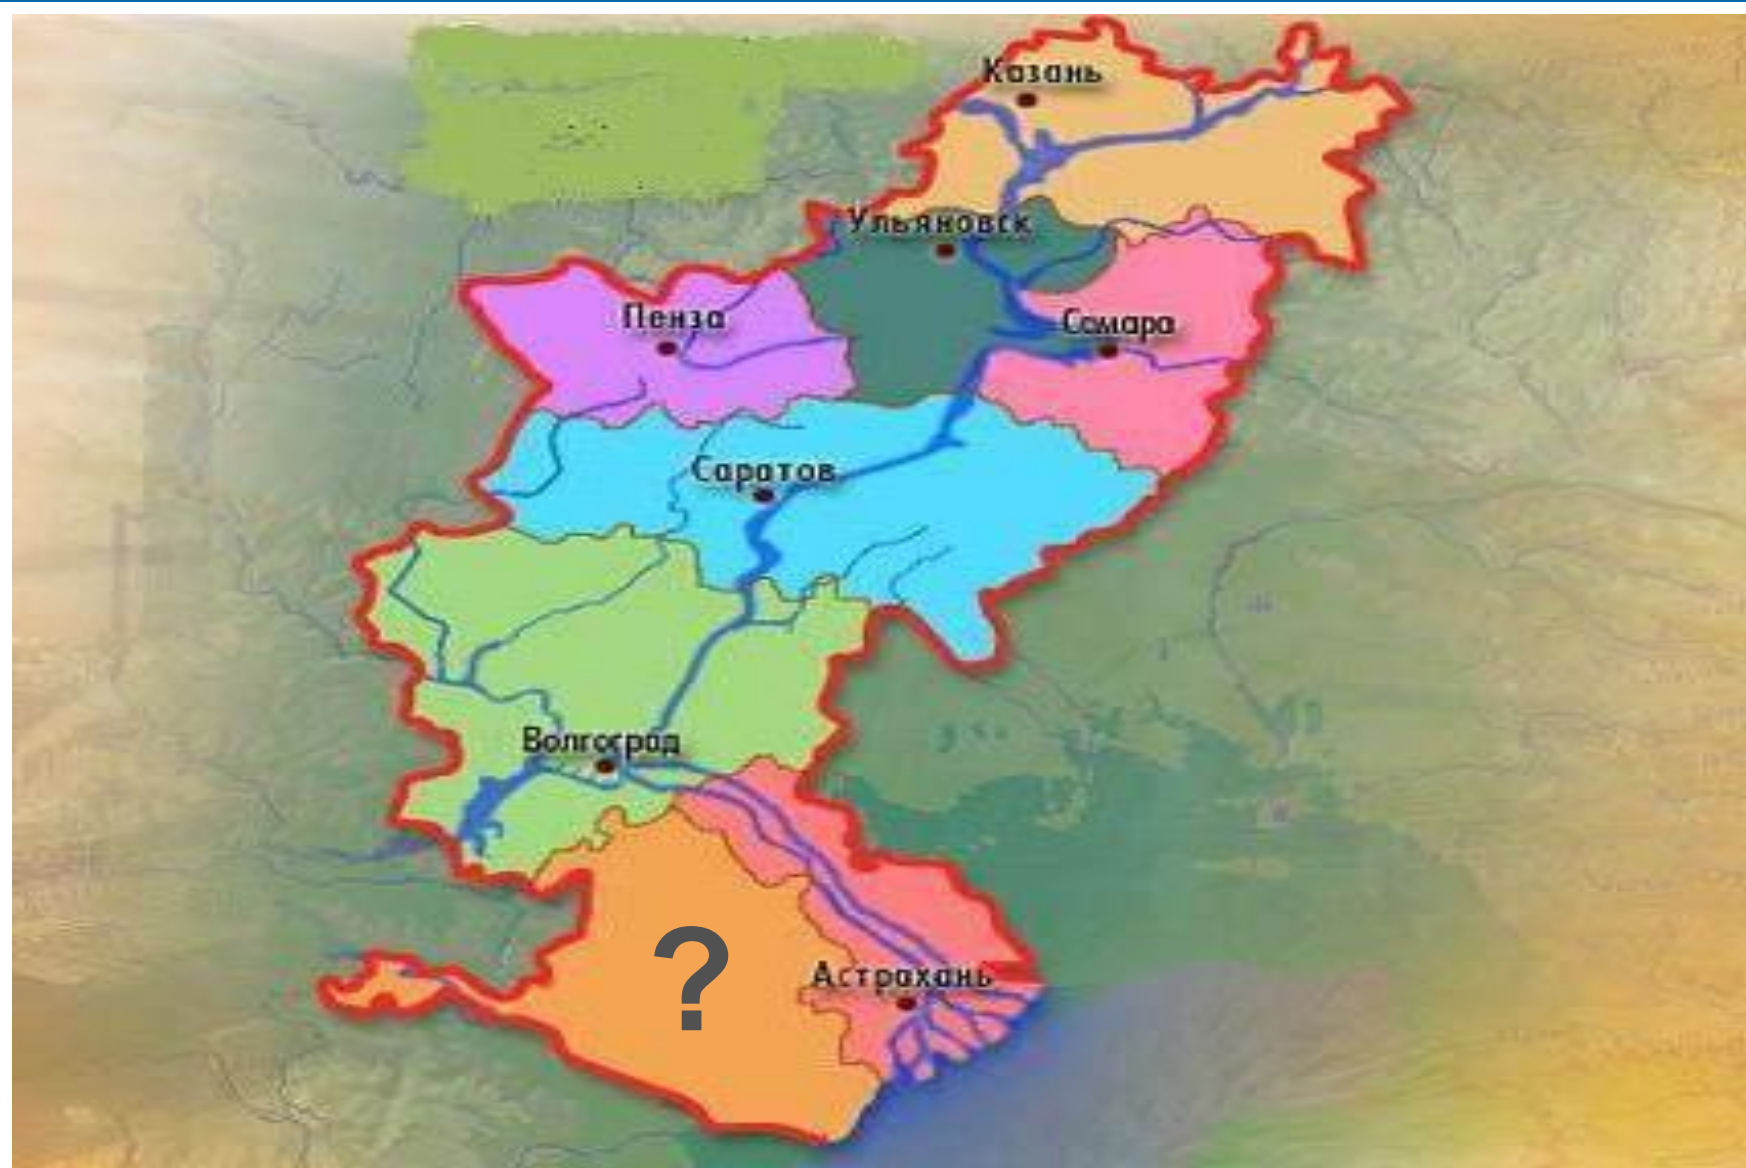 Казань
Ульяновск
Пенза
Самара
Саратов
Волгоград
?
Астрахань